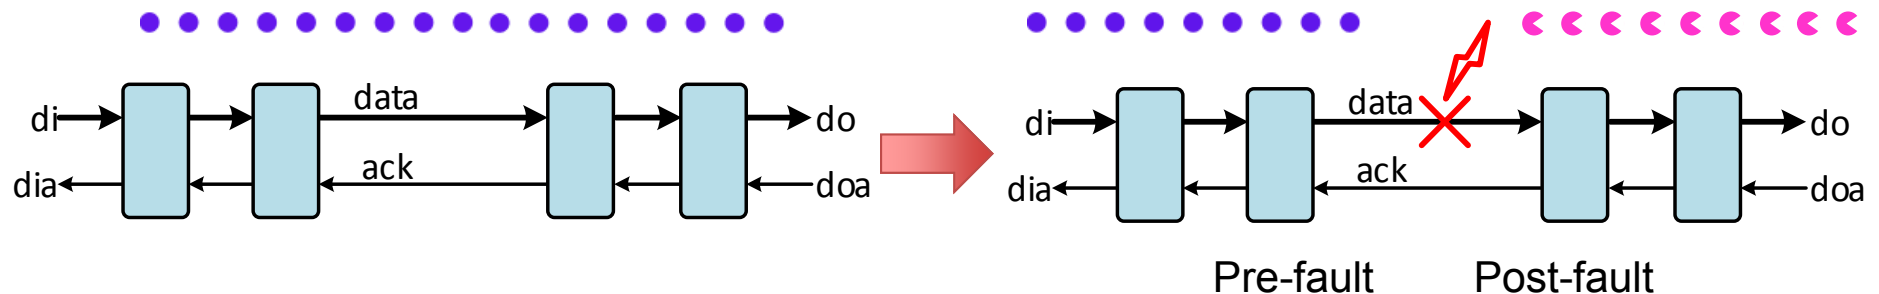 data
di
do
ack
dia
doa
data
di
do
ack
dia
doa
Pre-fault
Post-fault